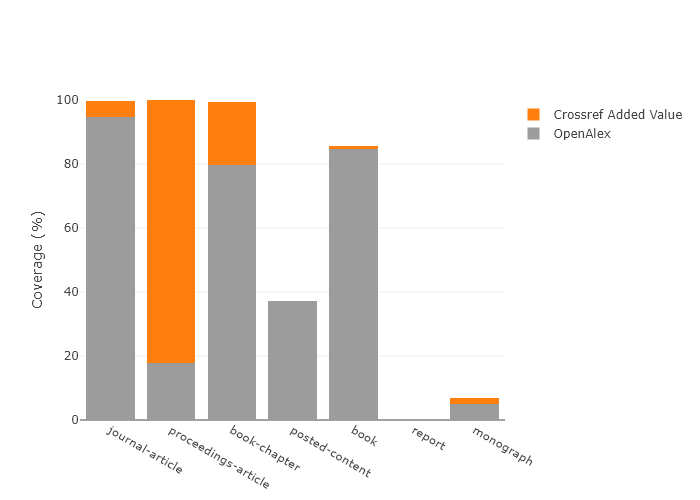 100
80
60
40
20
0
Coverage (%)
journal-article
proceedings-article
book-chapter
posted-content
book
report
monograph
Crossref Added Value
OpenAlex